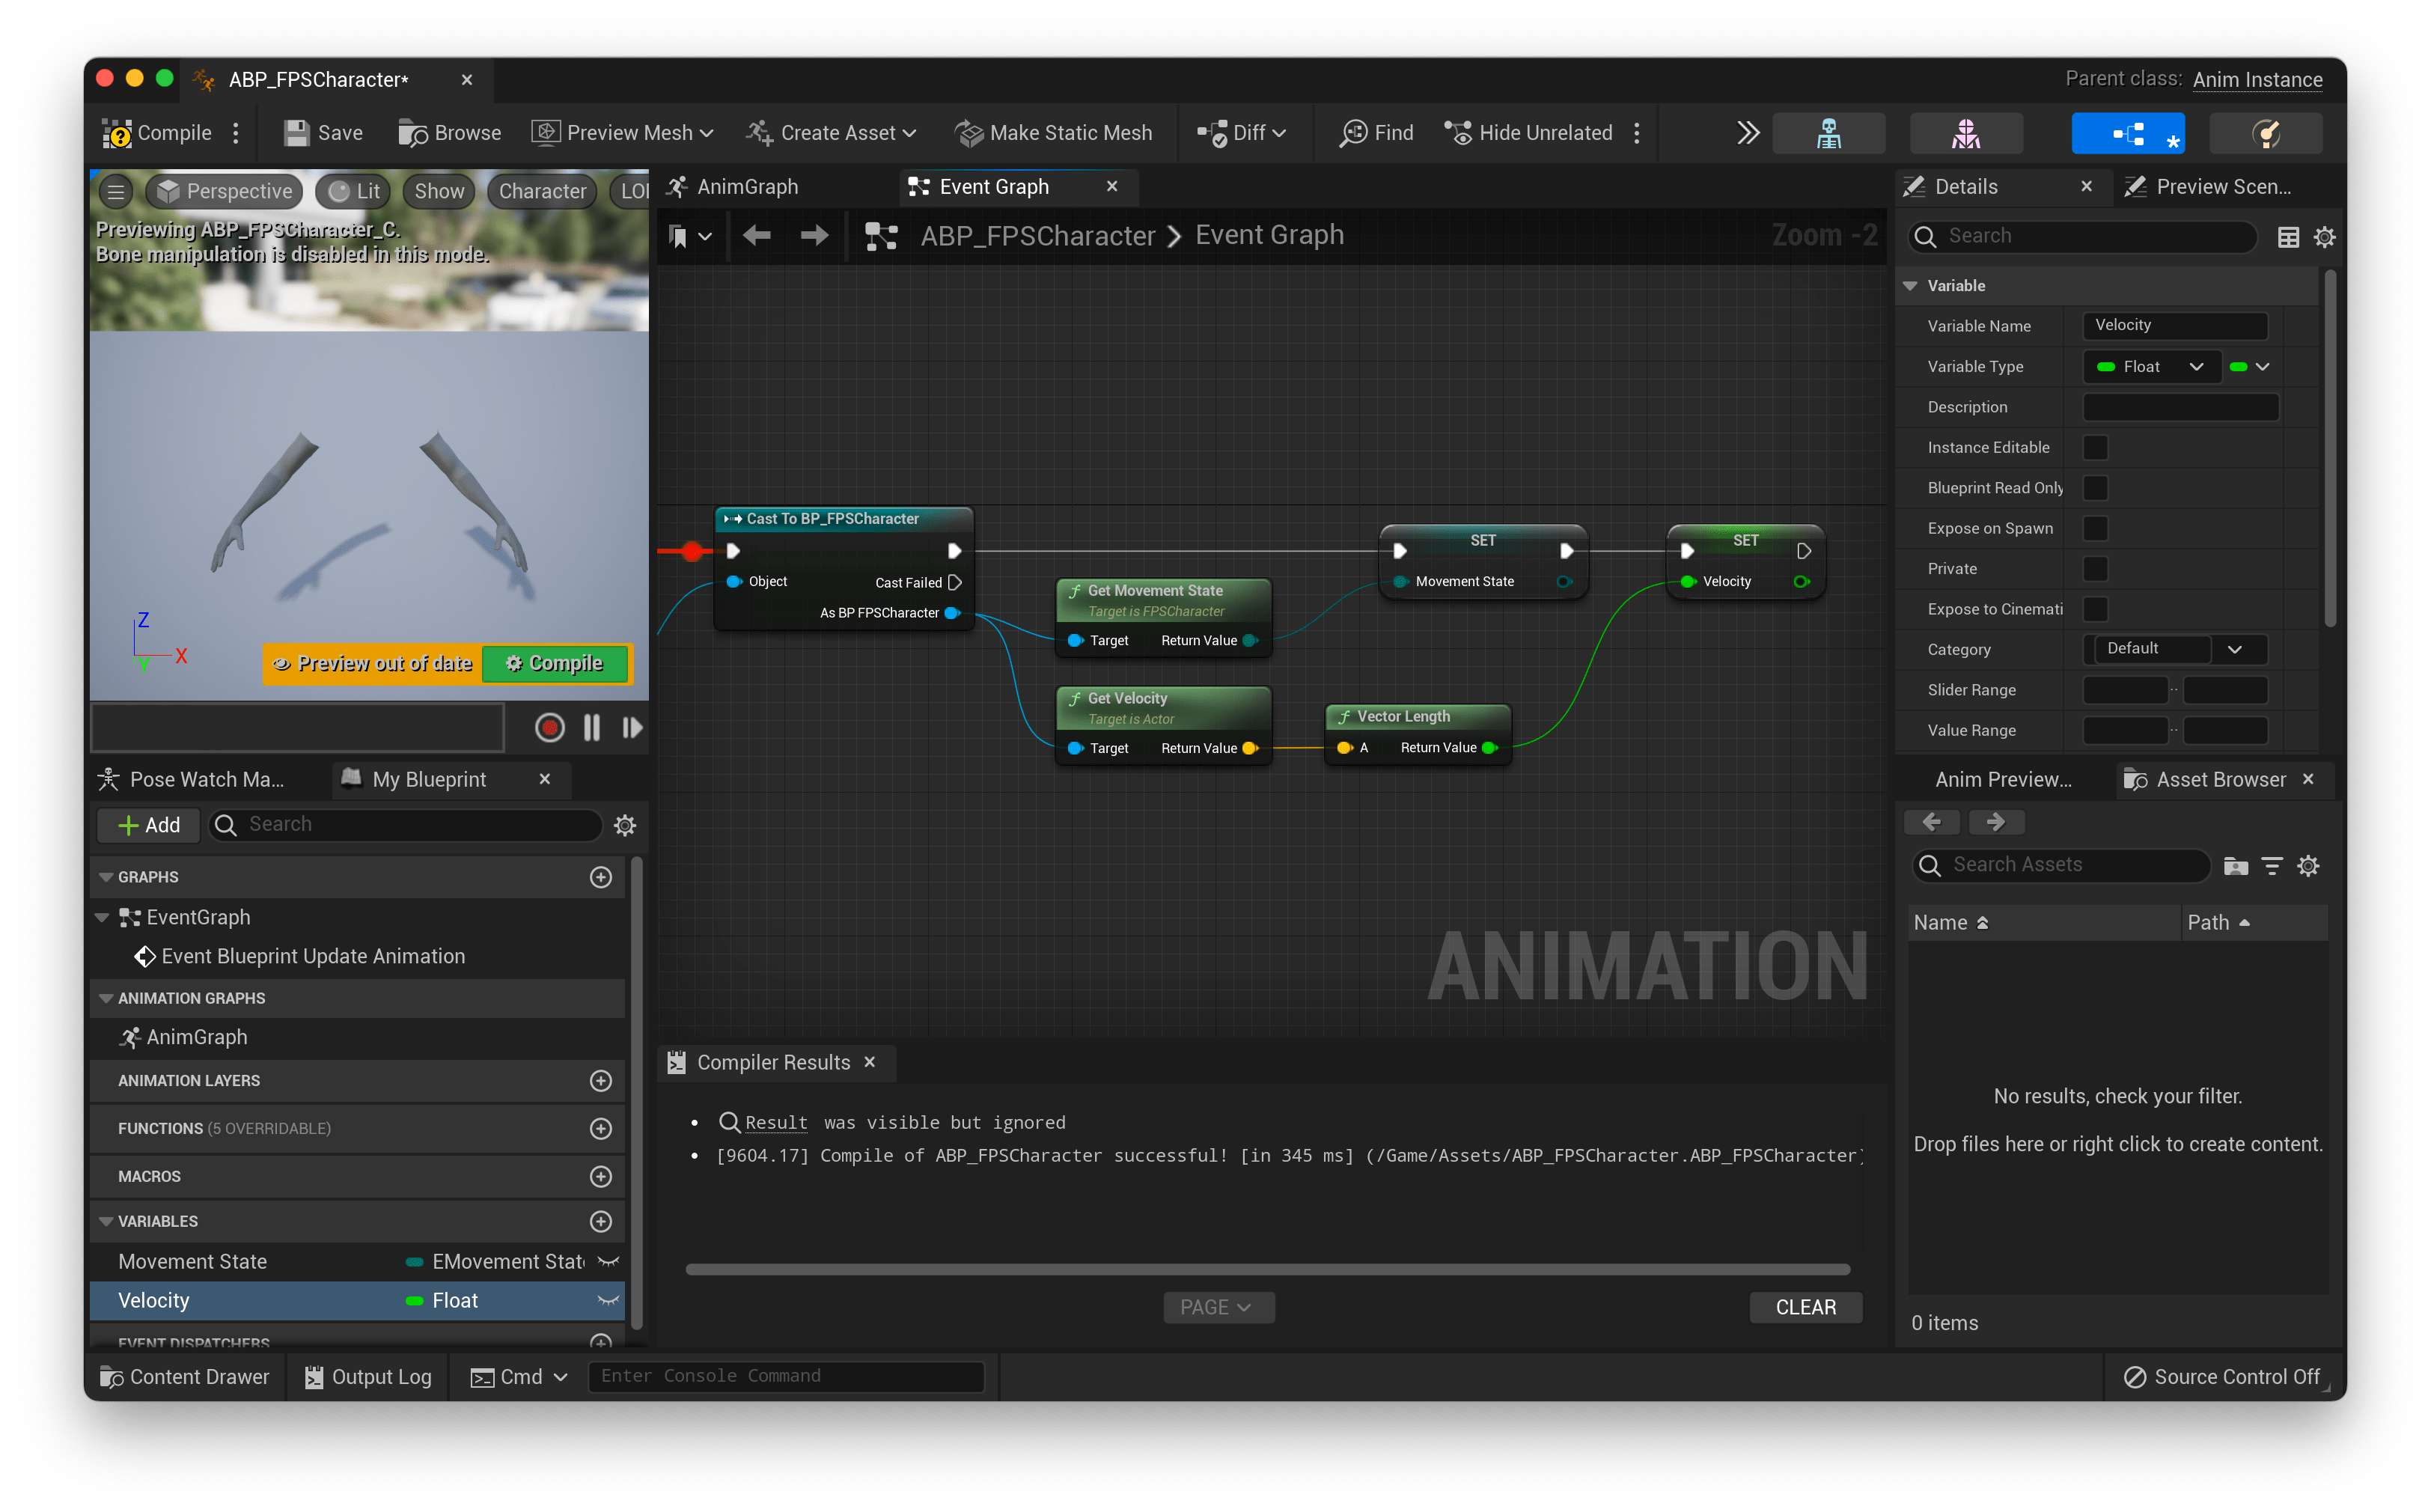 ABP_FPSCharacter*
Parent class: Anim Instance
Compile
Save
Browse
Preview Mesh
Create Asset
Make Static Mesh
Diff
Find
Hide Unrelated
Perspective
Lit
Show
Character
LO
Previewing ABP_FPSCharacter_C.
Bone manipulation is disabled in this mode.
Z
X
Y
Preview out of date
Compile
AnimGraph
Event Graph
ABP_FPSCharacter
Event Graph
Zoom -2
Cast To BP_FPSCharacter
Object
Cast Failed
As BP FPSCharacter
Get Movement State
Target is FPSCharacter
Target
Return Value
Get Velocity
Target is Actor
Target
Return Value
Vector Length
A
Return Value
SET
Movement State
SET
Velocity
ANIMATION
Compiler Results
Result was visible but ignored
[9604.17] Compile of ABP_FPSCharacter successful! [in 345 ms] (/Game/Assets/ABP_FPSCharacter.ABP_FPSCharacter)
PAGE
CLEAR
Pose Watch Ma...
My Blueprint
Add
Search
GRAPHS
EventGraph
Event Blueprint Update Animation
ANIMATION GRAPHS
AnimGraph
ANIMATION LAYERS
FUNCTIONS (5 OVERRIDABLE)
MACROS
VARIABLES
Movement State
EMovement Stat
Velocity
Float
EVENT DISPATCHERS
Details
Preview Scen...
Search
Variable
Variable Name
Velocity
Variable Type
Float
Description
Instance Editable
Blueprint Read Only
Expose on Spawn
Private
Expose to Cinemati
Category
Default
Slider Range
..
Value Range
..
Anim Preview...
Asset Browser
Search Assets
Name
Path
No results, check your filter.
Drop files here or right click to create content.
0 items
Content Drawer
Output Log
Cmd
Enter Console Command
Source Control Off